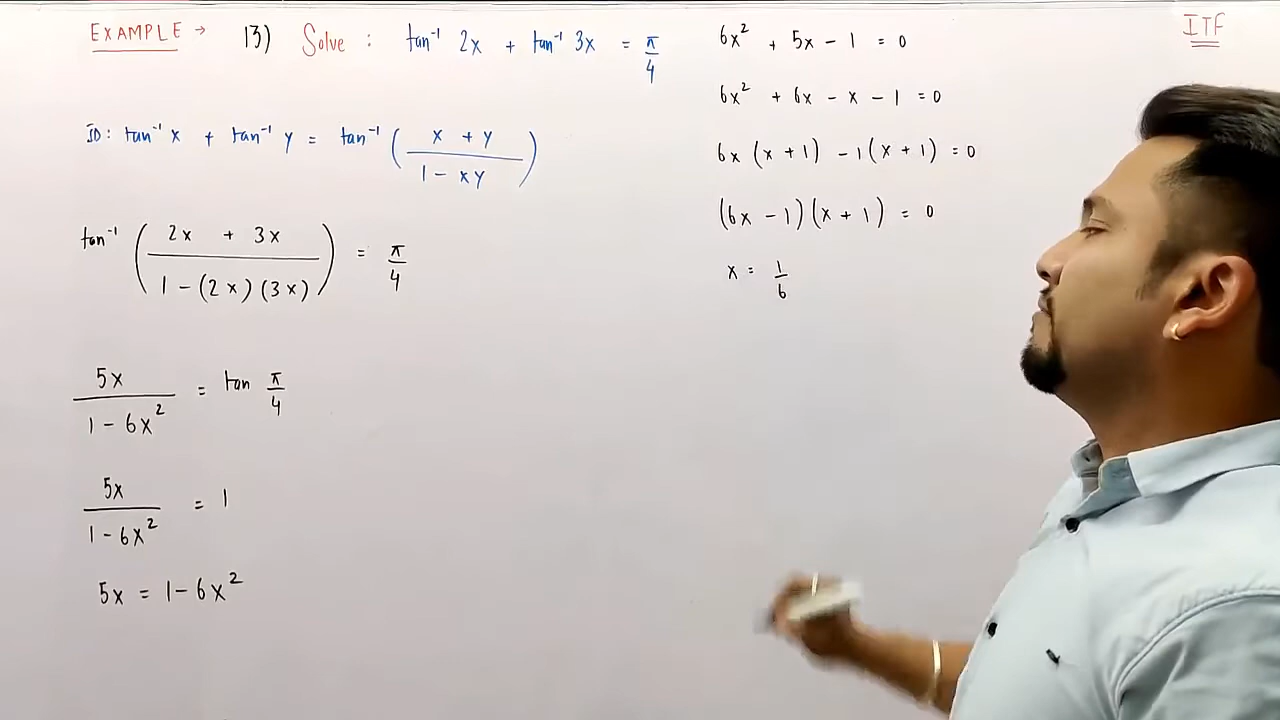 EXAMPLE → 13) Solve : tan⁻¹ 2x + tan⁻¹ 3x = π/4
ID: tan⁻¹ x + tan⁻¹ y = tan⁻¹ ( (x + y) / (1 - xy) )
tan⁻¹ ( (2x + 3x) / (1 - (2x)(3x)) ) = π/4
5x / (1 - 6x²) = tan π/4
5x / (1 - 6x²) = 1
5x = 1 - 6x²
6x² + 5x - 1 = 0
6x² + 6x - x - 1 = 0
6x (x + 1) - 1(x + 1) = 0
(6x - 1)(x + 1) = 0
x = 1/6
ITF